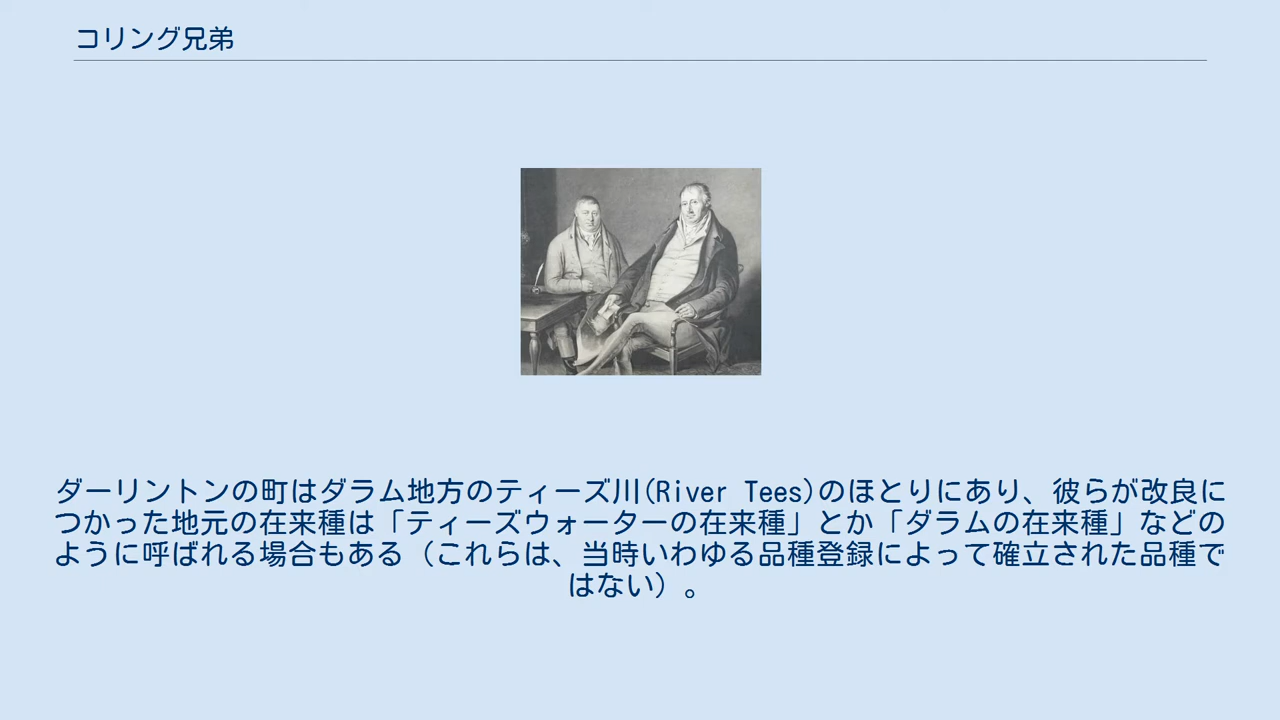 コリング兄弟
ダーリントンの町はダラム地方のティーズ川(River Tees)のほとりにあり、彼らが改良に
つかった地元の在来種は「ティーズウォーターの在来種」とか「ダラムの在来種」などの
ように呼ばれる場合もある（これらは、当時いわゆる品種登録によって確立された品種で
はない）。